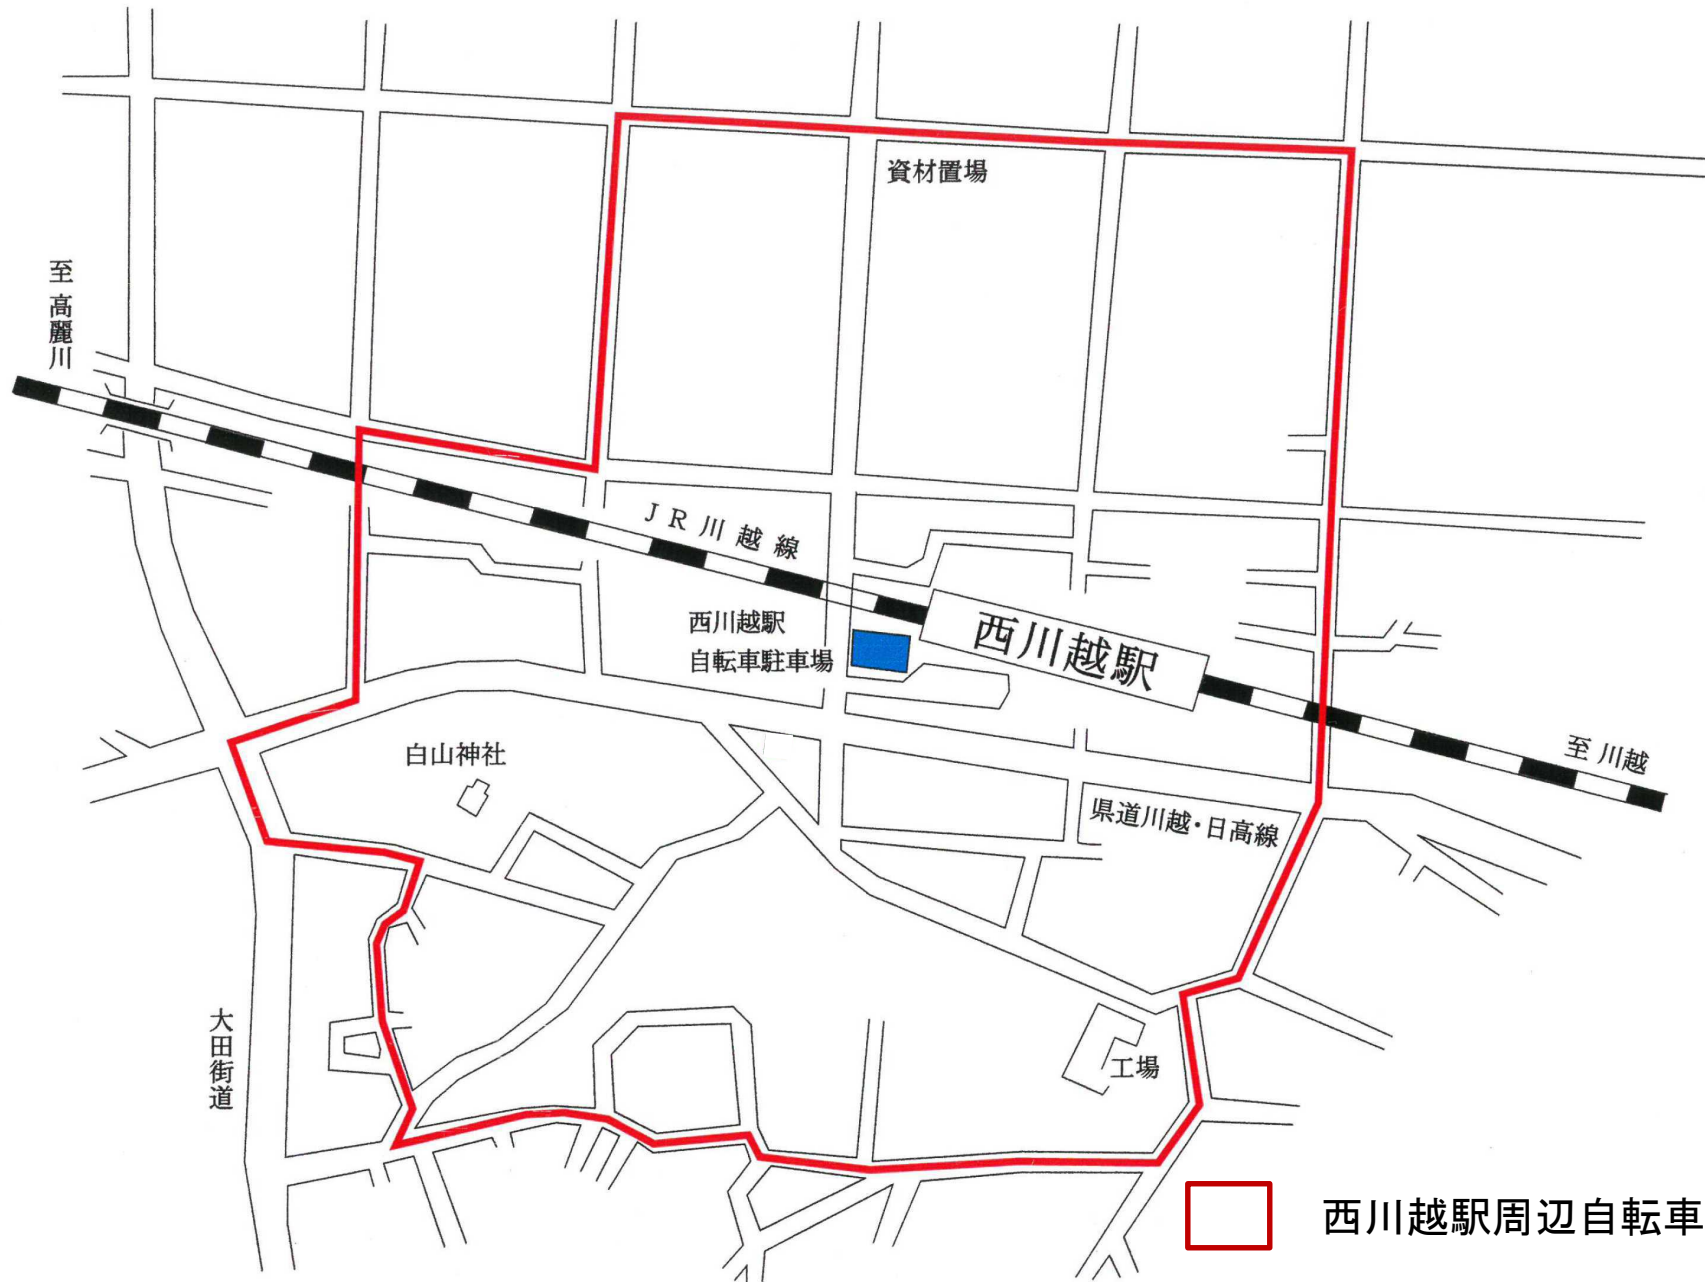 資材置場
至 高麗川
JR川越線
西川越駅
自転車駐車場
西川越駅
至 川越
白山神社
県道川越・日高線
大田街道
工場
西川越駅周辺自転車